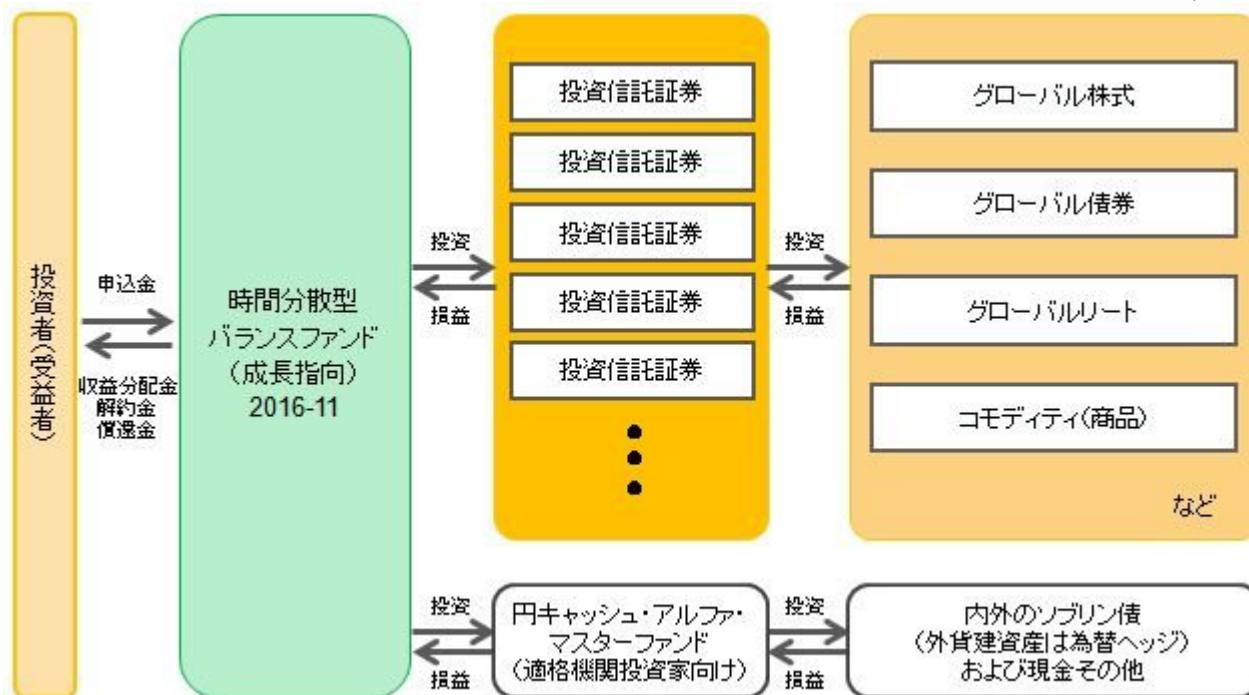 投資者(受益者)
申込金
収益分配金
解約金
償還金
時間分散型
バランスファンド
(成長指向)
2016-11
投資
損益
投資信託証券
投資信託証券
投資信託証券
投資信託証券
投資信託証券
投資
損益
グローバル株式
グローバル債券
グローバルリート
コモディティ(商品)
など
投資
損益
円キャッシュ・アルファ・
マスターファンド
(適格機関投資家向け)
投資
損益
内外のソブリン債
(外貨建資産は為替ヘッジ)
および現金その他